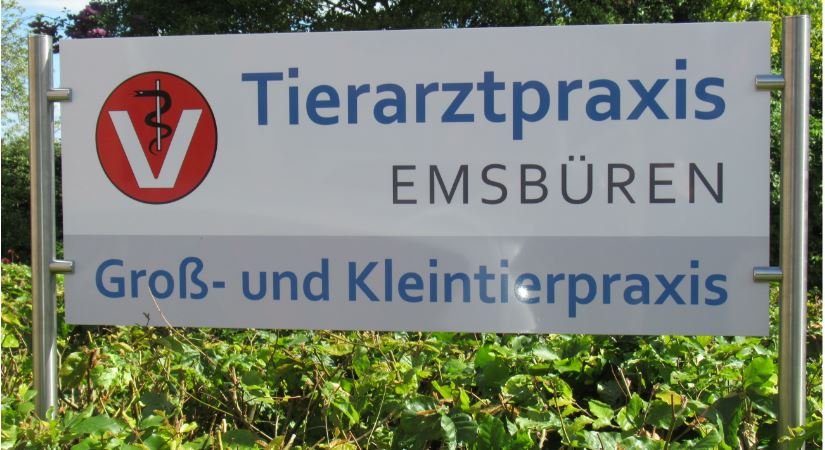 V
Tierarztpraxis
EMSBÜREN
Groß- und Kleintierpraxis